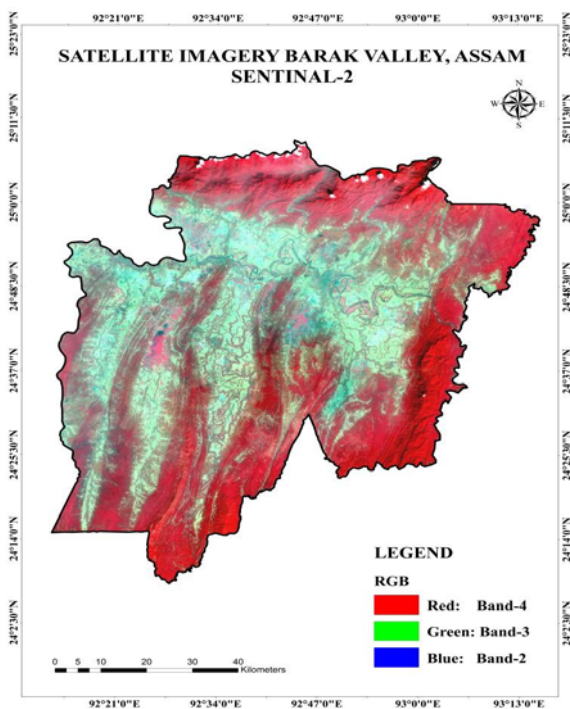 92°21'0"E 92°34'0"E 92°47'0"E 93°0'0"E 93°13'0"E
SATELLITE IMAGERY BARAK VALLEY, ASSAM
SENTINAL-2
N
W E
S
25°23'0"N
25°11'30"N
25°0'0"N
24°48'30"N
24°37'0"N
24°25'30"N
24°14'0"N
24°2'30"N
25°23'0"N
25°11'30"N
25°0'0"N
24°48'30"N
24°37'0"N
24°25'30"N
24°14'0"N
24°2'30"N
LEGEND
RGB
Red: Band-4
Green: Band-3
Blue: Band-2
0 5 10 20 30 40
Kilometers
92°21'0"E 92°34'0"E 92°47'0"E 93°0'0"E 93°13'0"E